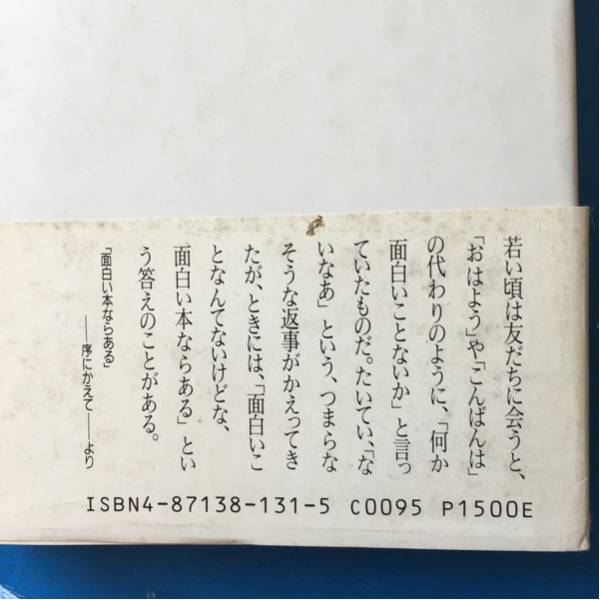 若い頃は友だちに会うと、
「おはよう」や「こんばんは」
の代わりのように、「何か
面白いことないか」と言っ
ていたものだ。たいてい、「な
いなあ」という、つまらな
そうな返事がかえってき
たが、ときには、「面白いこ
となんてないけどな、
面白い本ならある」とい
う答えのことがある。
「面白い本ならある」
——序にかえて——より
ISBN4-87138-131-5 C0095 P1500E